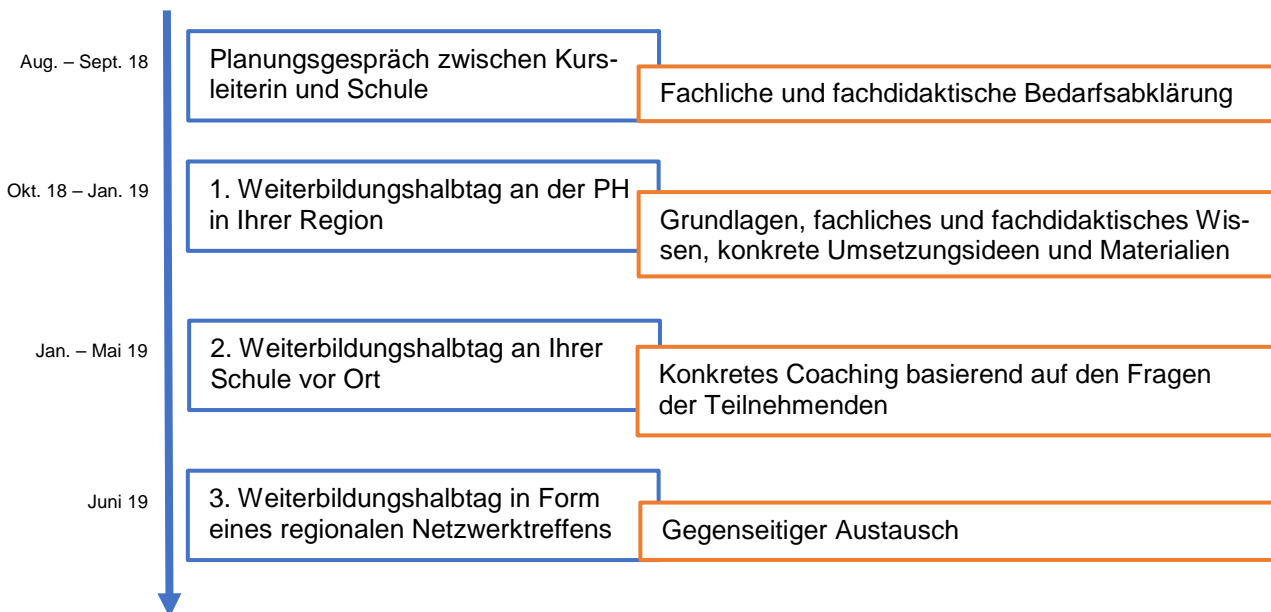 Aug. – Sept. 18
Planungsgespräch zwischen Kurs-
leiterin und Schule
Fachliche und fachdidaktische Bedarfsabklärung
Okt. 18 – Jan. 19
1. Weiterbildungshalbtag an der PH
in Ihrer Region
Grundlagen, fachliches und fachdidaktisches Wis-
sen, konkrete Umsetzungsideen und Materialien
Jan. – Mai 19
2. Weiterbildungshalbtag an Ihrer
Schule vor Ort
Konkretes Coaching basierend auf den Fragen
der Teilnehmenden
Juni 19
3. Weiterbildungshalbtag in Form
eines regionalen Netzwerktreffens
Gegenseitiger Austausch